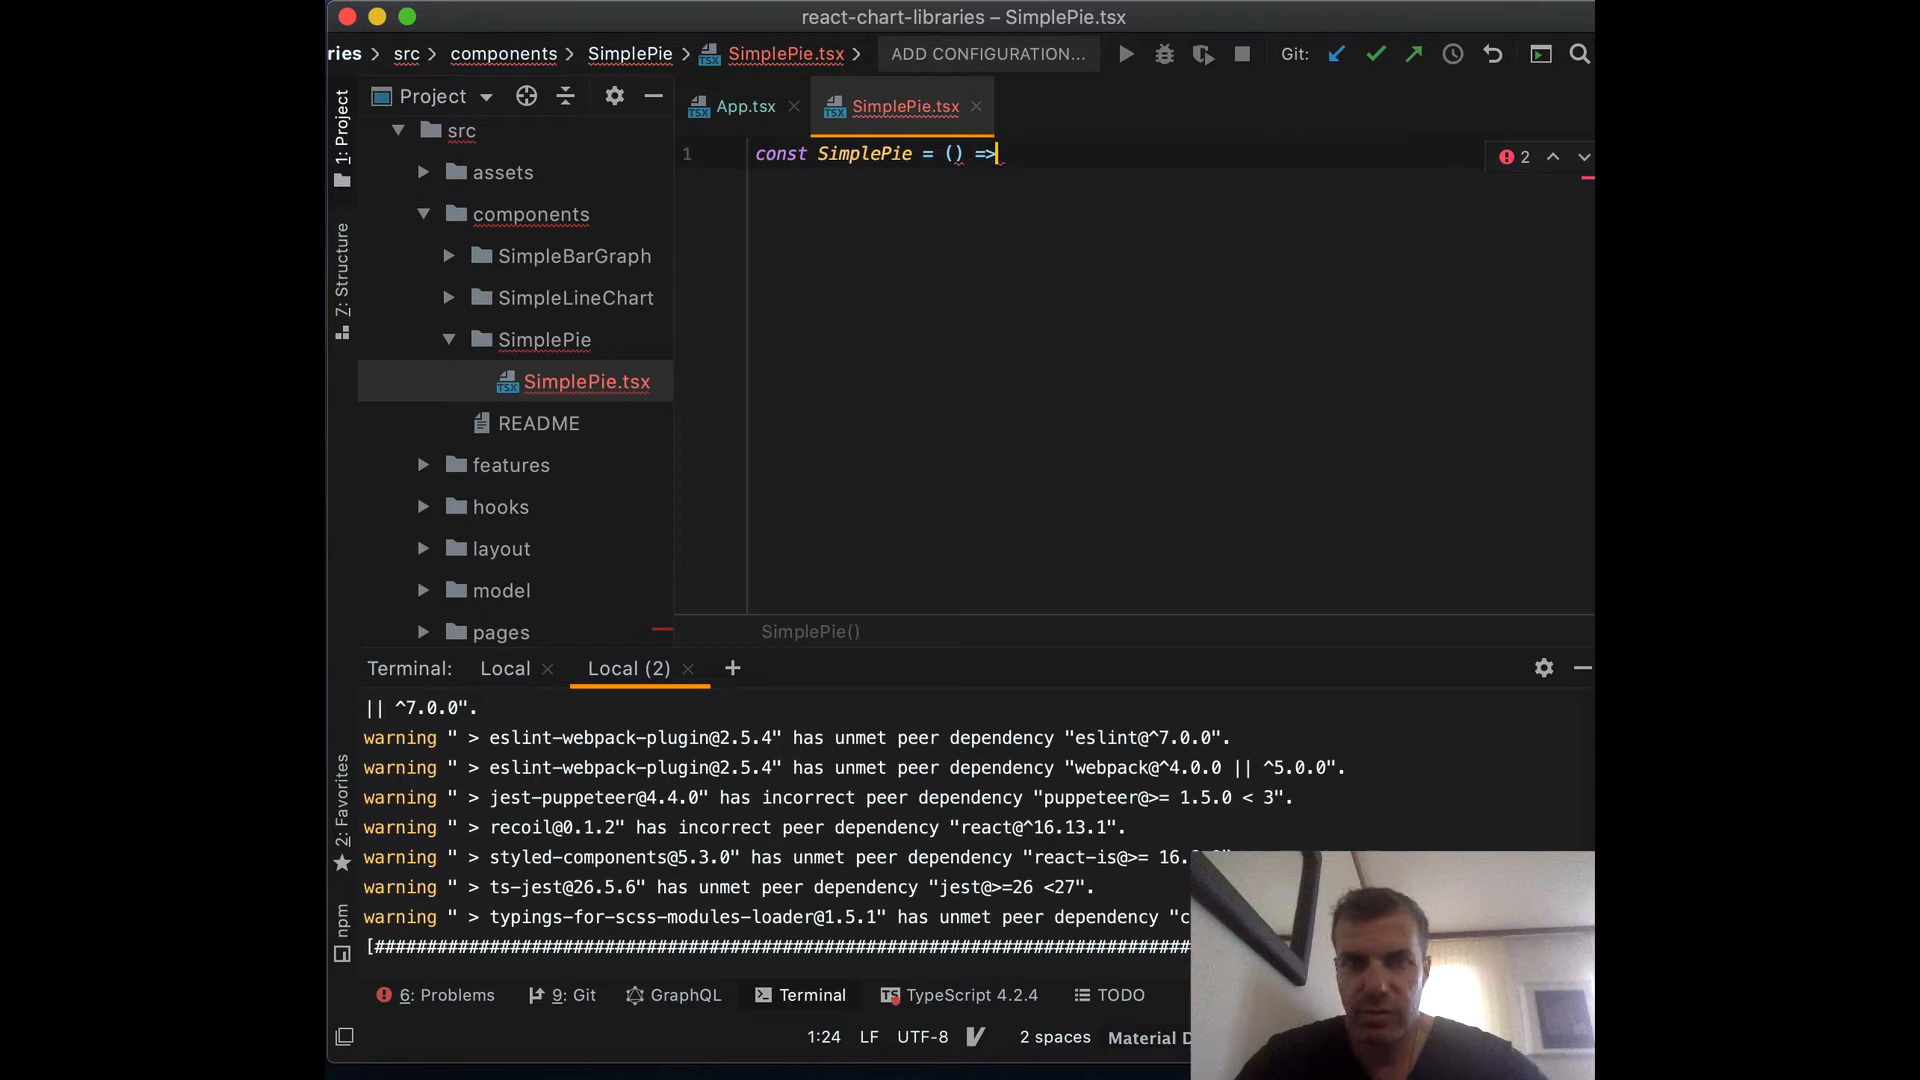 react-chart-libraries – SimplePie.tsx
ries > src > components > SimplePie > SimplePie.tsx > ADD CONFIGURATION... Git:
Project App.tsx SimplePie.tsx
1: Project
7: Structure
2: Favorites
npm
src
assets
components
SimpleBarGraph
SimpleLineChart
SimplePie
SimplePie.tsx
README
features
hooks
layout
model
pages
1 const SimplePie = () =>
2
SimplePie()
Terminal: Local Local (2) +
|| ^7.0.0".
warning " > eslint-webpack-plugin@2.5.4" has unmet peer dependency "eslint@^7.0.0".
warning " > eslint-webpack-plugin@2.5.4" has unmet peer dependency "webpack@^4.0.0 || ^5.0.0".
warning " > jest-puppeteer@4.4.0" has incorrect peer dependency "puppeteer@>= 1.5.0 < 3".
warning " > recoil@0.1.2" has incorrect peer dependency "react@^16.13.1".
warning " > styled-components@5.3.0" has unmet peer dependency "react-is@>= 16.
warning " > ts-jest@26.5.6" has unmet peer dependency "jest@>=26 <27".
warning " > typings-for-scss-modules-loader@1.5.1" has unmet peer dependency "c
[##############################################################################
6: Problems 9: Git GraphQL Terminal TypeScript 4.2.4 TODO
1:24 LF UTF-8 2 spaces Material D